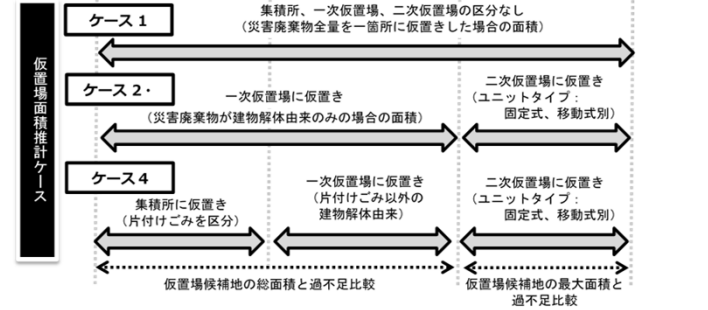 仮置場面積推計ケース
ケース１
集積所、一次仮置場、二次仮置場の区分なし
（災害廃棄物全量を一箇所に仮置きした場合の面積）
ケース２・
一次仮置場に仮置き
（災害廃棄物が建物解体由来のみの場合の面積）
二次仮置場に仮置き
（ユニットタイプ：
固定式、移動式別）
ケース４
集積所に仮置き
（片付けごみを区分）
一次仮置場に仮置き
（片付けごみ以外の
建物解体由来）
二次仮置場に仮置き
（ユニットタイプ：
固定式、移動式別）
仮置場候補地の総面積と過不足比較
仮置場候補地の最大面積と
過不足比較